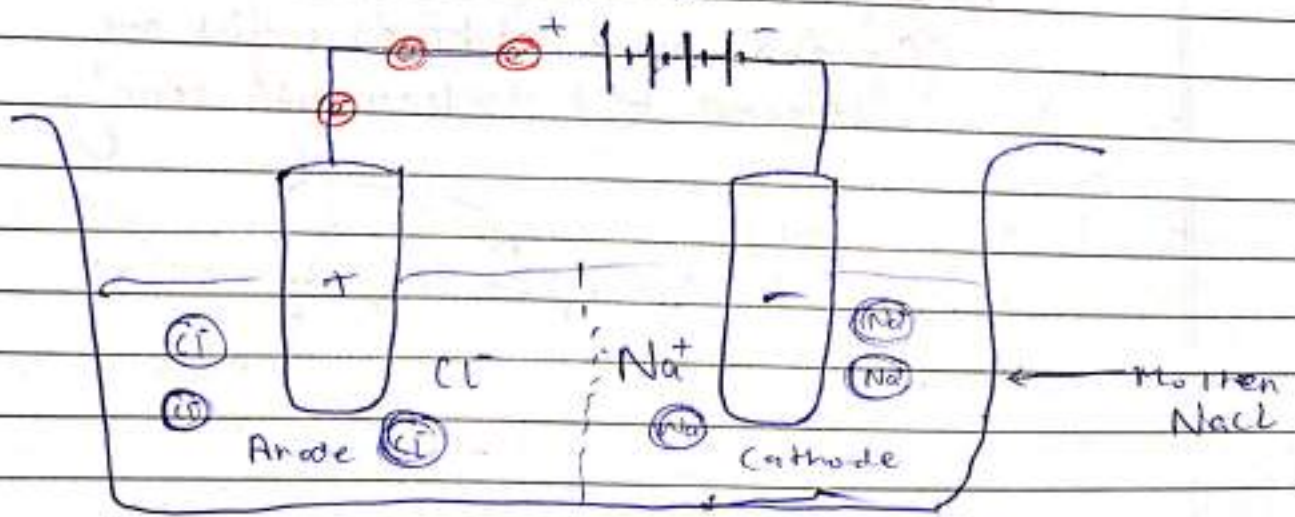 e⁻ e⁻ + -
e⁻
+ -
Cl⁻ Na⁺
Cl⁻ Na⁺ Na⁺ Molten
Cl⁻ Na NaCl
Anode Cl⁻ Cathode